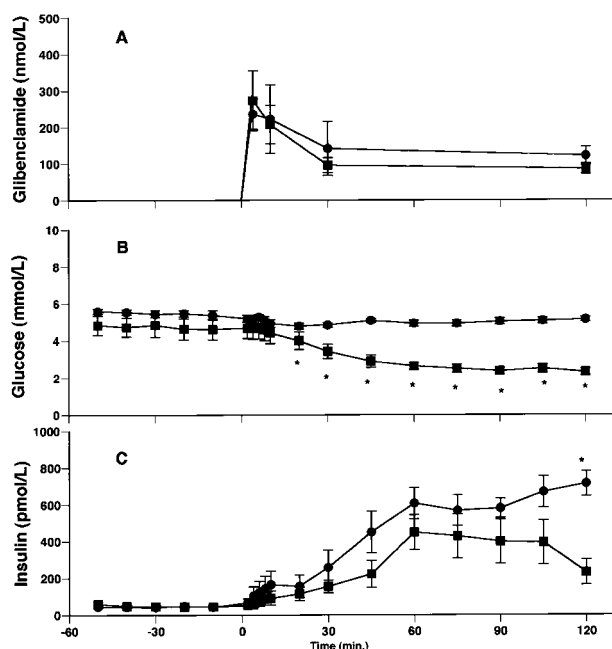 A
Glibenclamide (nmol/L)
500
400
300
200
100
0
B
Glucose (mmol/L)
10
8
6
4
2
0
* * * * * * * *
C
*
Insulin (pmol/L)
1000
800
600
400
200
0
-60 -30 0 30 60 90 120
Time (min.)